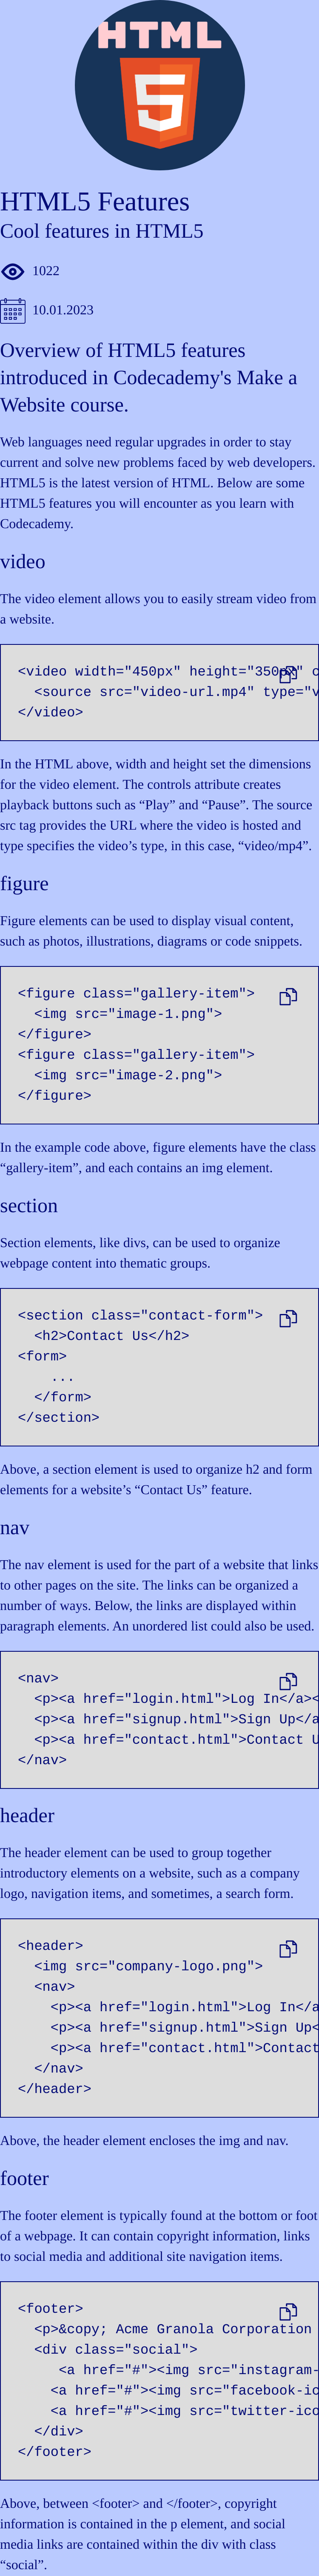 HTML
5
HTML5 Features
Cool features in HTML5
1022
10.01.2023
Overview of HTML5 features
introduced in Codecademy's Make a
Website course.
Web languages need regular upgrades in order to stay
current and solve new problems faced by web developers.
HTML5 is the latest version of HTML. Below are some
HTML5 features you will encounter as you learn with
Codecademy.
video
The video element allows you to easily stream video from
a website.
<video width="450px" height="350px" c
  <source src="video-url.mp4" type="v
</video>
In the HTML above, width and height set the dimensions
for the video element. The controls attribute creates
playback buttons such as “Play” and “Pause”. The source
src tag provides the URL where the video is hosted and
type specifies the video’s type, in this case, “video/mp4”.
figure
Figure elements can be used to display visual content,
such as photos, illustrations, diagrams or code snippets.
<figure class="gallery-item">
  <img src="image-1.png">
</figure>
<figure class="gallery-item">
  <img src="image-2.png">
</figure>
In the example code above, figure elements have the class
“gallery-item”, and each contains an img element.
section
Section elements, like divs, can be used to organize
webpage content into thematic groups.
<section class="contact-form">
  <h2>Contact Us</h2>
<form>
    ...
  </form>
</section>
Above, a section element is used to organize h2 and form
elements for a website’s “Contact Us” feature.
nav
The nav element is used for the part of a website that links
to other pages on the site. The links can be organized a
number of ways. Below, the links are displayed within
paragraph elements. An unordered list could also be used.
<nav>
  <p><a href="login.html">Log In</a><
  <p><a href="signup.html">Sign Up</a
  <p><a href="contact.html">Contact U
</nav>
header
The header element can be used to group together
introductory elements on a website, such as a company
logo, navigation items, and sometimes, a search form.
<header>
  <img src="company-logo.png">
  <nav>
    <p><a href="login.html">Log In</a
    <p><a href="signup.html">Sign Up<
    <p><a href="contact.html">Contact
  </nav>
</header>
Above, the header element encloses the img and nav.
footer
The footer element is typically found at the bottom or foot
of a webpage. It can contain copyright information, links
to social media and additional site navigation items.
<footer>
  <p>&copy; Acme Granola Corporation
  <div class="social">
     <a href="#"><img src="instagram-
    <a href="#"><img src="facebook-ic
    <a href="#"><img src="twitter-ico
  </div>
</footer>
Above, between <footer> and </footer>, copyright
information is contained in the p element, and social
media links are contained within the div with class
“social”.